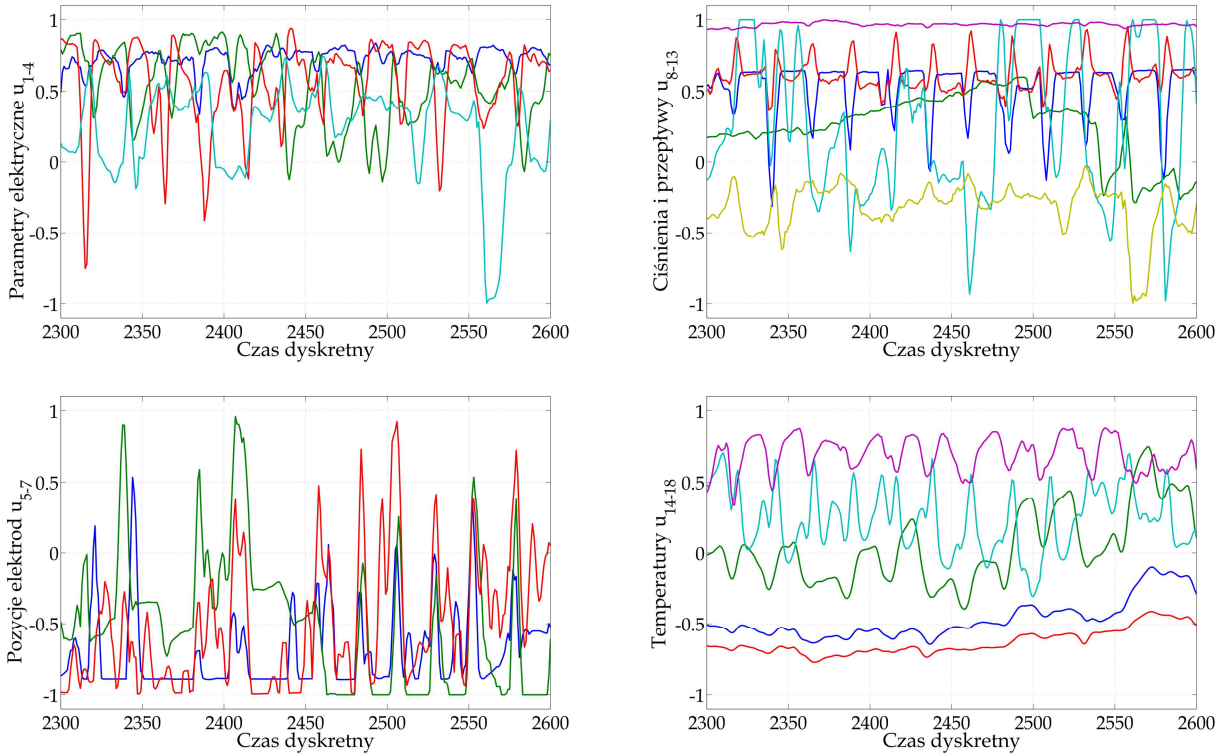 1
0.5
0
-0.5
-1
2300 2350 2400 2450 2500 2550 2600
Czas dyskretny
Parametry elektryczne u1-4
1
0.5
0
-0.5
-1
2300 2350 2400 2450 2500 2550 2600
Czas dyskretny
Ciśnienia i przepływy u8-13
1
0.5
0
-0.5
-1
2300 2350 2400 2450 2500 2550 2600
Czas dyskretny
Pozycje elektrod u5-7
1
0.5
0
-0.5
-1
2300 2350 2400 2450 2500 2550 2600
Czas dyskretny
Temperatury u14-18